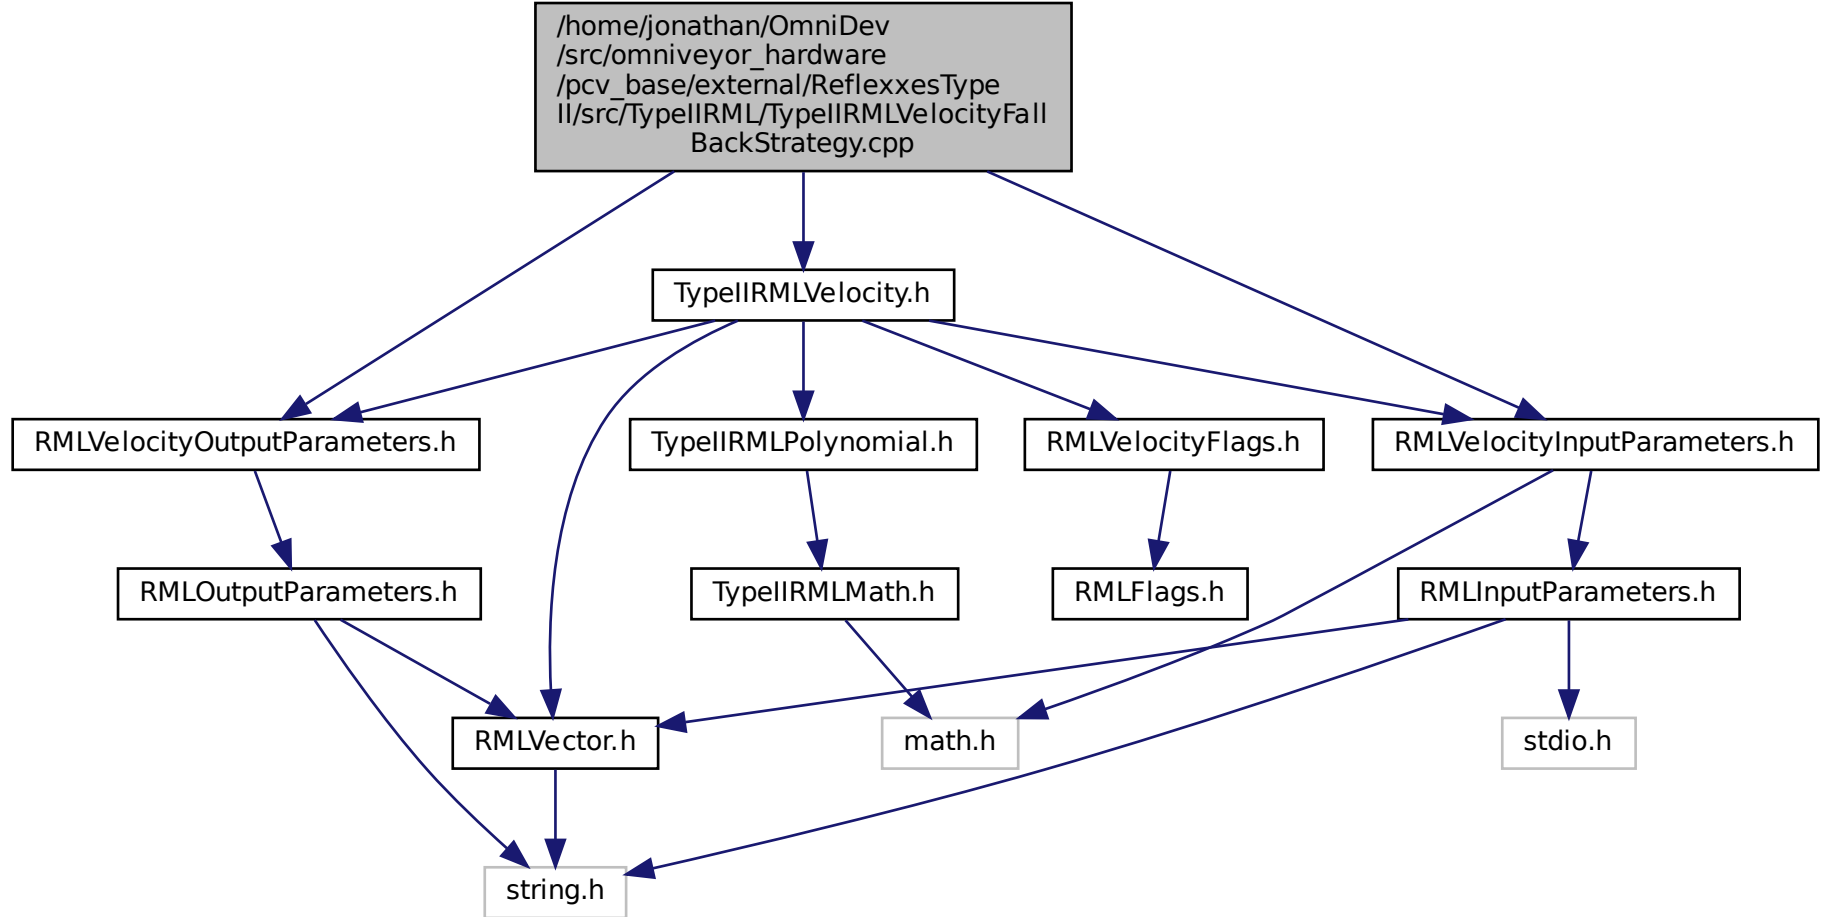 /home/jonathan/OmniDev
/src/omniveyor_hardware
/pcv_base/external/ReflexxesType
II/src/TypeIIRML/TypeIIRMLVelocityFall
BackStrategy.cpp
TypeIIRMLVelocity.h
RMLVelocityOutputParameters.h
TypeIIRMLPolynomial.h
RMLVelocityFlags.h
RMLVelocityInputParameters.h
RMLOutputParameters.h
TypeIIRMLMath.h
RMLFlags.h
RMLInputParameters.h
RMLVector.h
math.h
stdio.h
string.h